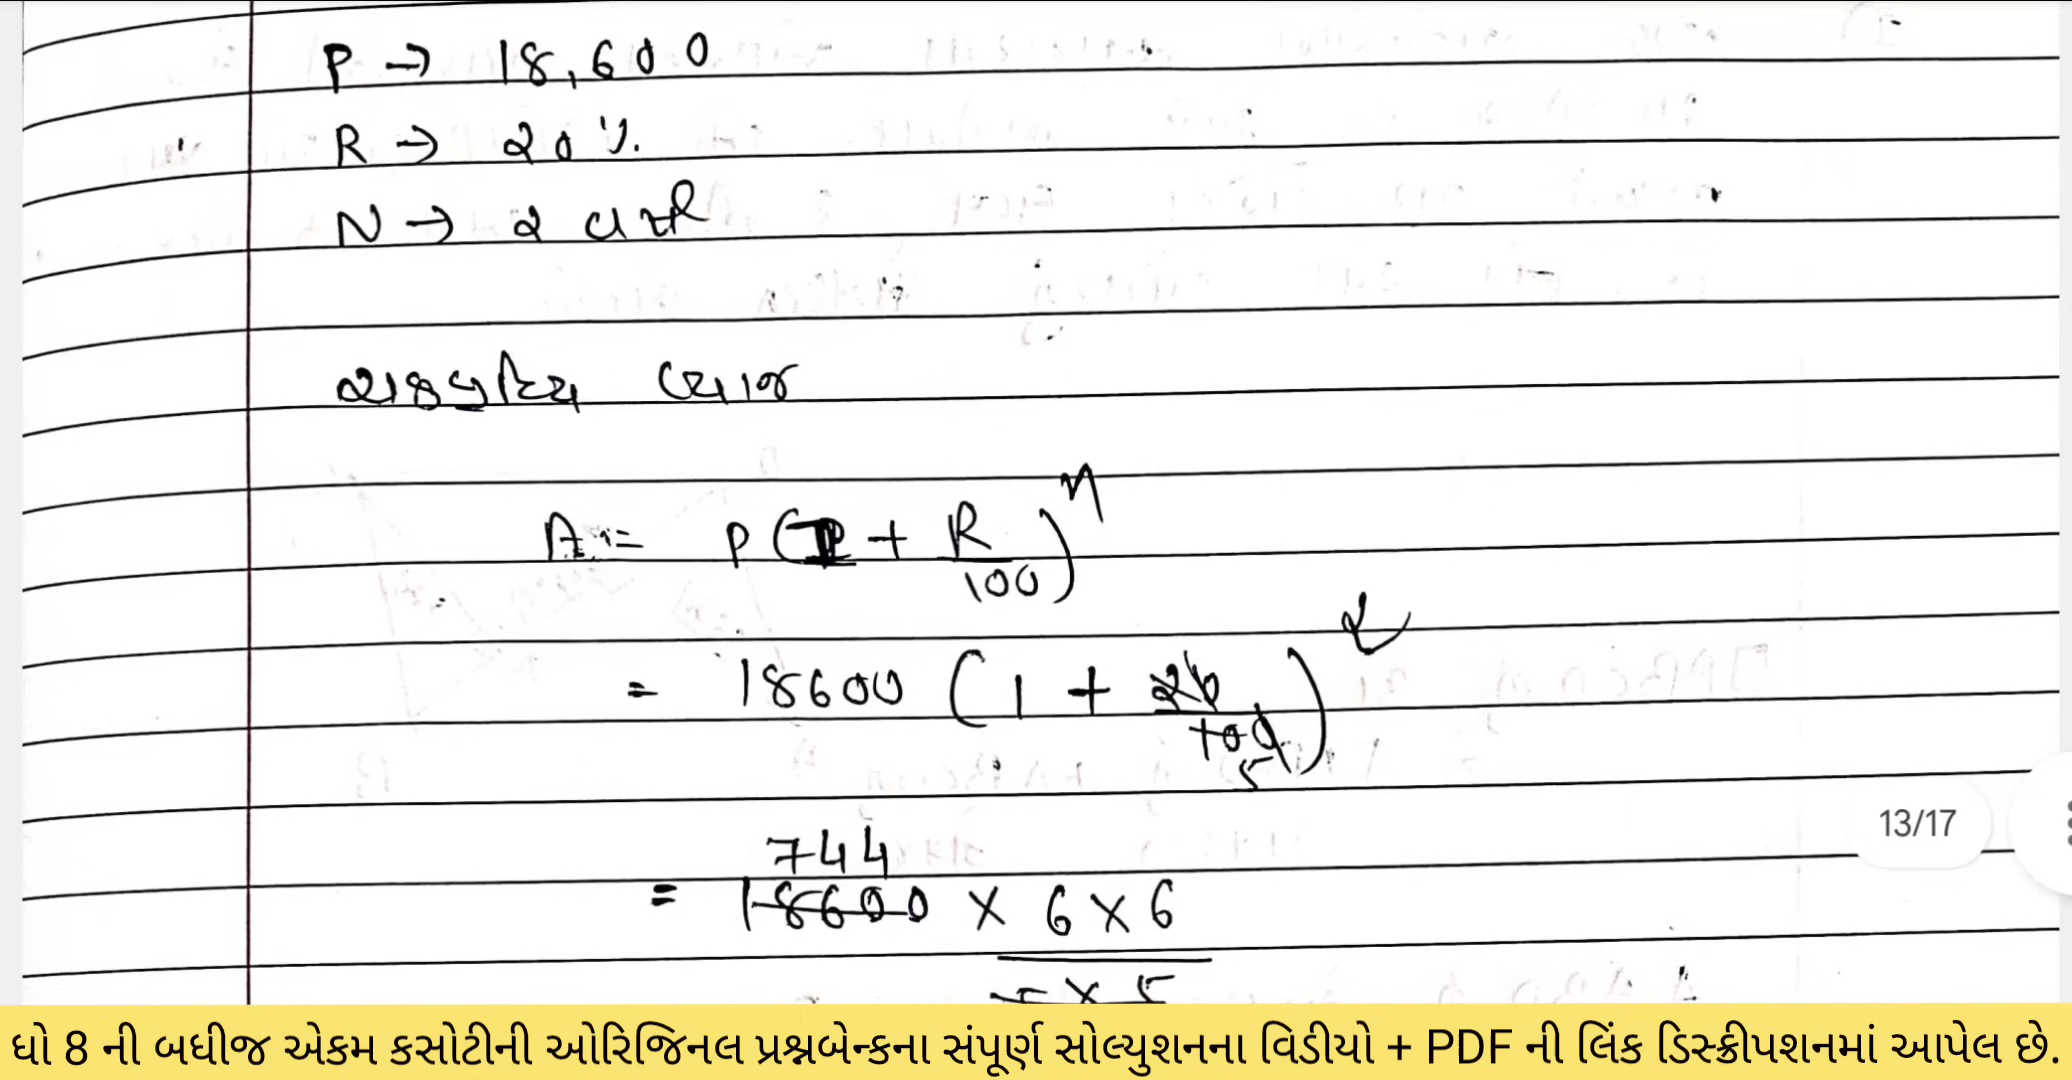 P → 18,600
R → 20%
N → 2 વર્ષ
ચક્રવૃદ્ધિ વ્યાજ
A = P(1 + R/100)^n
= 18600 (1 + 20/100)^2
5
744
= 18600 × 6 × 6
5 × 5
13/17
ધો 8 ની બધીજ એકમ કસોટીની ઓરિજિનલ પ્રશ્નબેન્કના સંપૂર્ણ સોલ્યુશનના વિડીયો + PDF ની લિંક ડિસ્ક્રીપશનમાં આપેલ છે.